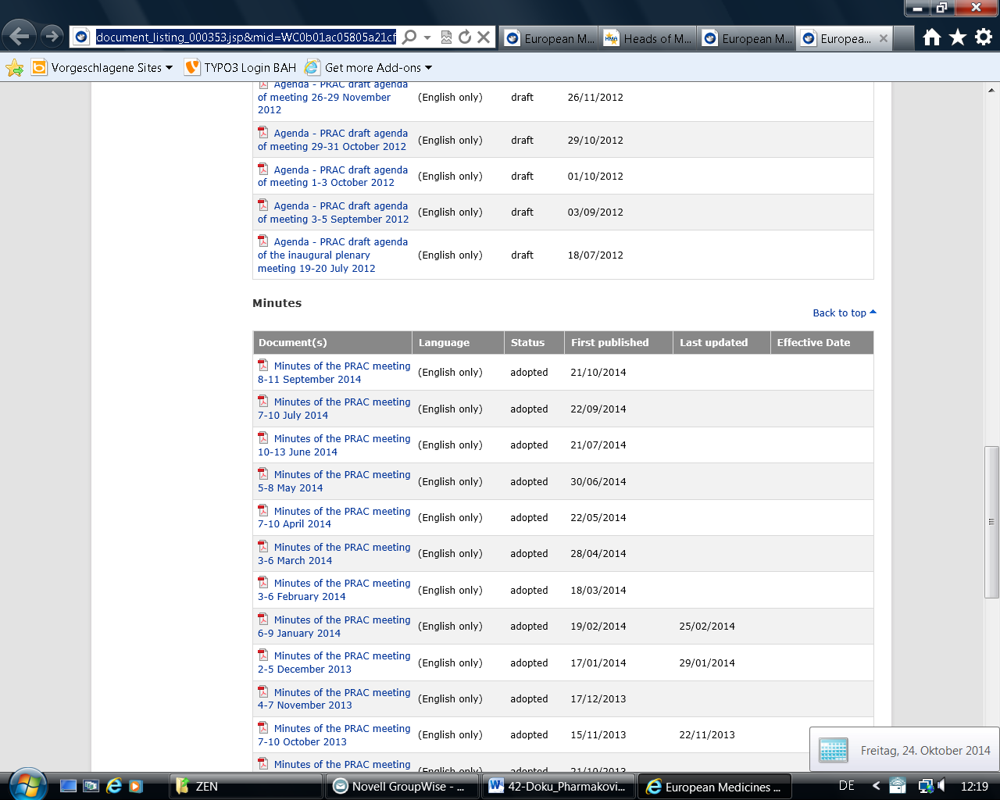 document_listing_000353.jsp&mid=WC0b01ac05805a21cf
European M...
Heads of M...
European M...
Europea...
Vorgeschlagene Sites
TYPO3 Login BAH
Get more Add-ons
Agenda - PRAC draft agenda
of meeting 26-29 November
2012
(English only) draft 26/11/2012
Agenda - PRAC draft agenda
of meeting 29-31 October 2012
(English only) draft 29/10/2012
Agenda - PRAC draft agenda
of meeting 1-3 October 2012
(English only) draft 01/10/2012
Agenda - PRAC draft agenda
of meeting 3-5 September 2012
(English only) draft 03/09/2012
Agenda - PRAC draft agenda
of the inaugural plenary
meeting 19-20 July 2012
(English only) draft 18/07/2012
Minutes
Back to top
Document(s) Language Status First published Last updated Effective Date
Minutes of the PRAC meeting
8-11 September 2014
(English only) adopted 21/10/2014
Minutes of the PRAC meeting
7-10 July 2014
(English only) adopted 22/09/2014
Minutes of the PRAC meeting
10-13 June 2014
(English only) adopted 21/07/2014
Minutes of the PRAC meeting
5-8 May 2014
(English only) adopted 30/06/2014
Minutes of the PRAC meeting
7-10 April 2014
(English only) adopted 22/05/2014
Minutes of the PRAC meeting
3-6 March 2014
(English only) adopted 28/04/2014
Minutes of the PRAC meeting
3-6 February 2014
(English only) adopted 18/03/2014
Minutes of the PRAC meeting
6-9 January 2014
(English only) adopted 19/02/2014 25/02/2014
Minutes of the PRAC meeting
2-5 December 2013
(English only) adopted 17/01/2014 29/01/2014
Minutes of the PRAC meeting
4-7 November 2013
(English only) adopted 17/12/2013
Minutes of the PRAC meeting
7-10 October 2013
(English only) adopted 15/11/2013 22/11/2013
Minutes of the PRAC meeting
(English only) adopted 21/10/2013
Freitag, 24. Oktober 2014
ZEN
Novell GroupWise - ...
42-Doku_Pharmakovi...
European Medicines ...
DE
12:19